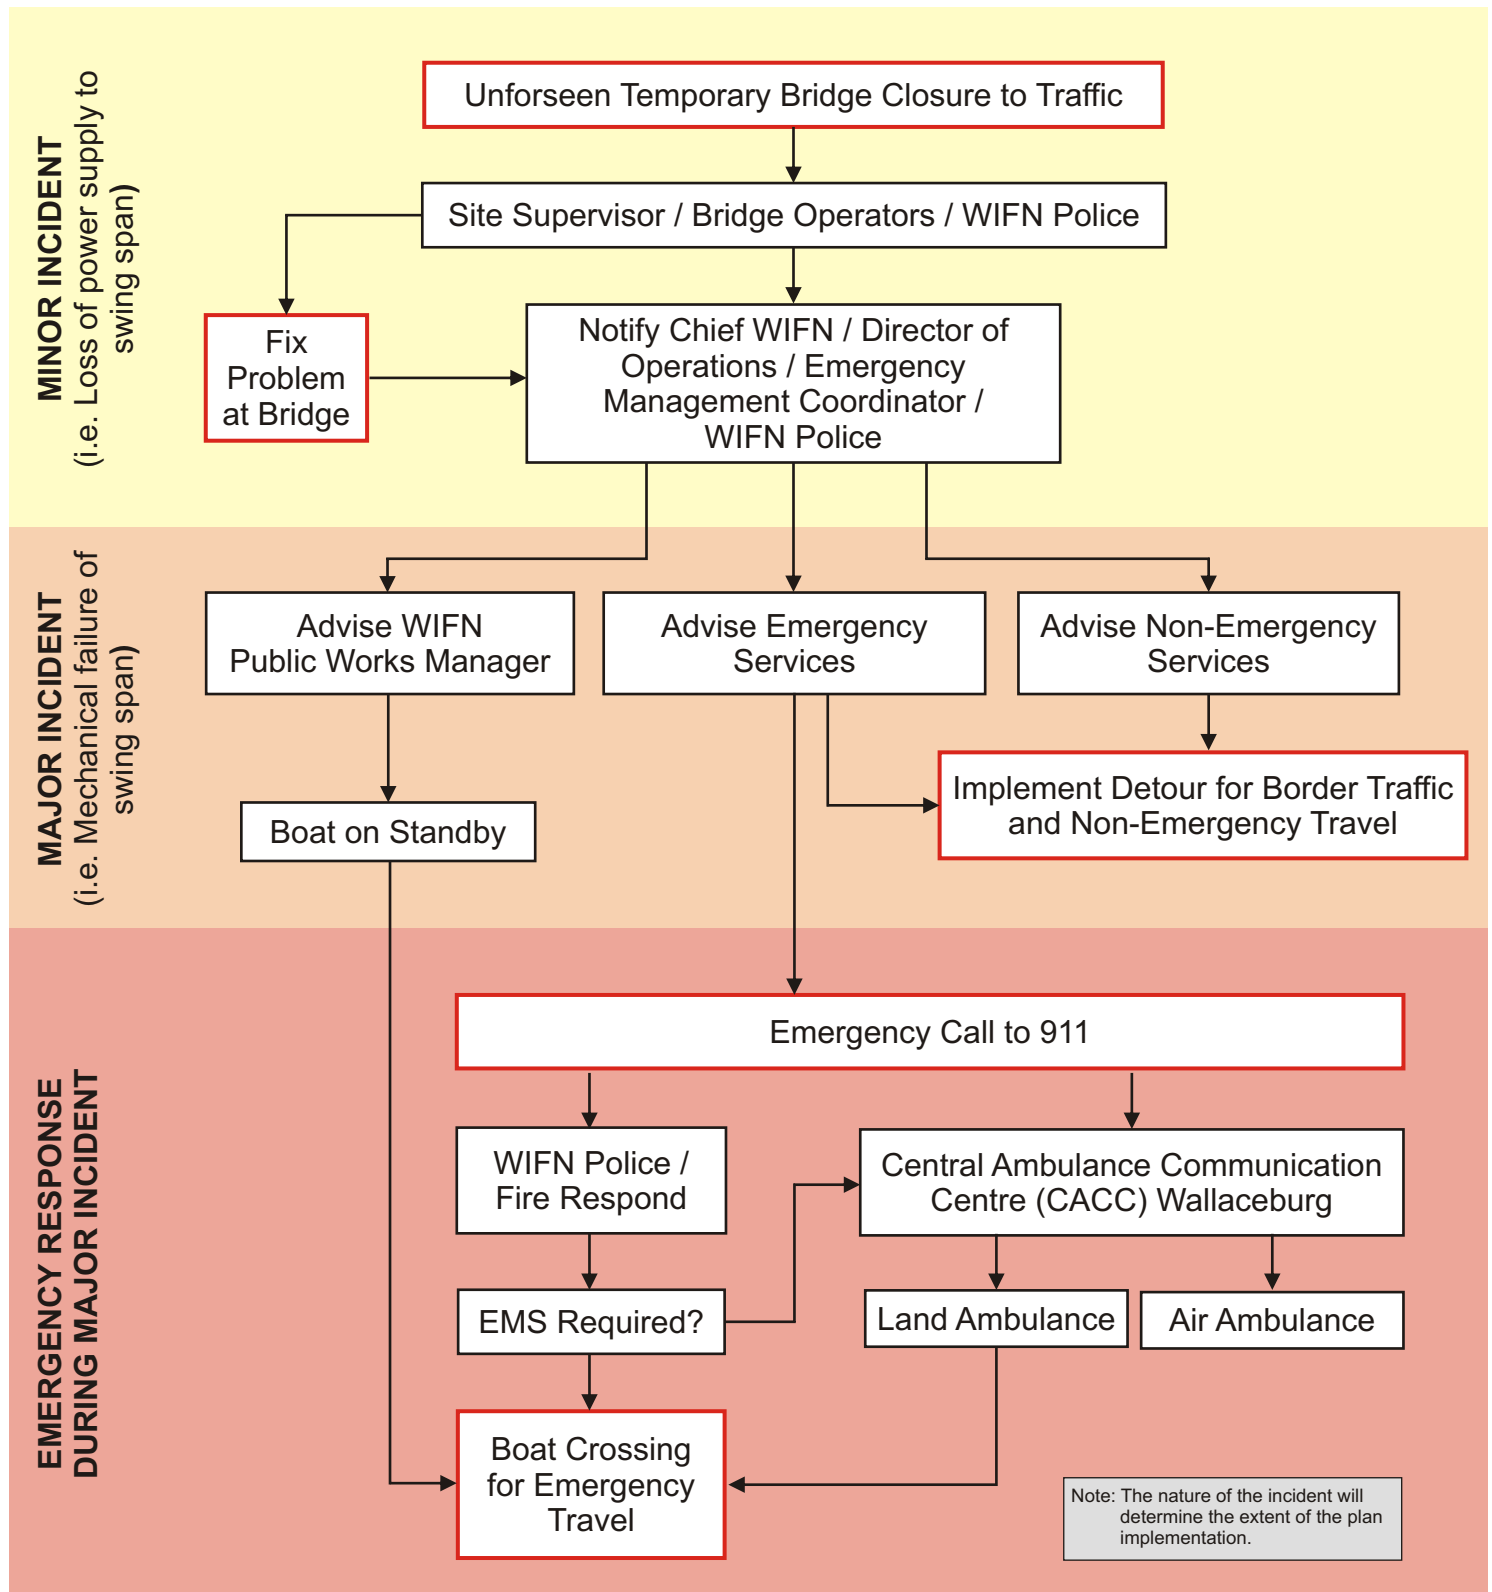 MINOR INCIDENT
(i.e. Loss of power supply to
swing span)
Unforseen Temporary Bridge Closure to Traffic
Site Supervisor / Bridge Operators / WIFN Police
Fix
Problem
at Bridge
Notify Chief WIFN / Director of
Operations / Emergency
Management Coordinator /
WIFN Police
MAJOR INCIDENT
(i.e. Mechanical failure of
swing span)
Advise WIFN
Public Works Manager
Advise Emergency
Services
Advise Non-Emergency
Services
Boat on Standby
Implement Detour for Border Traffic
and Non-Emergency Travel
EMERGENCY RESPONSE
DURING MAJOR INCIDENT
Emergency Call to 911
WIFN Police /
Fire Respond
Central Ambulance Communication
Centre (CACC) Wallaceburg
EMS Required?
Land Ambulance
Air Ambulance
Boat Crossing
for Emergency
Travel
Note: The nature of the incident will
determine the extent of the plan
implementation.